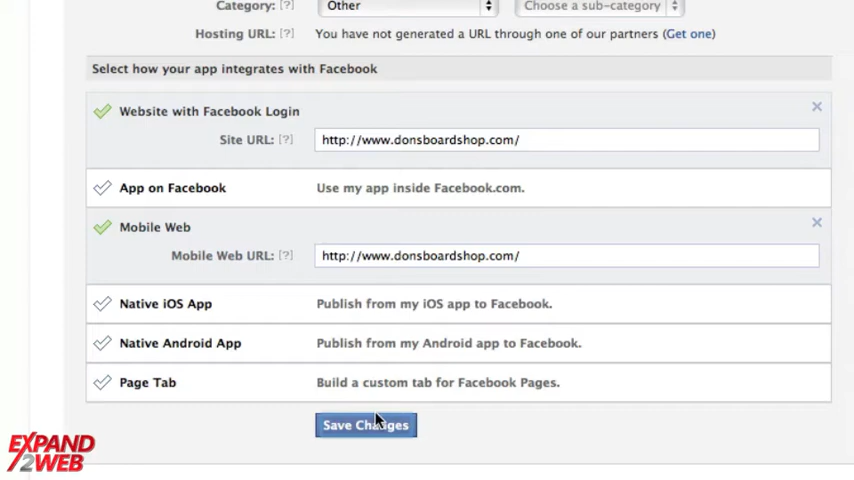 Category: [?] Other Choose a sub-category
Hosting URL: [?] You have not generated a URL through one of our partners (Get one)
Select how your app integrates with Facebook
Website with Facebook Login
Site URL: [?] http://www.donsboardshop.com/
App on Facebook Use my app inside Facebook.com.
Mobile Web
Mobile Web URL: [?] http://www.donsboardshop.com/
Native iOS App Publish from my iOS app to Facebook.
Native Android App Publish from my Android app to Facebook.
Page Tab Build a custom tab for Facebook Pages.
Save Changes
EXPAND
2WEB